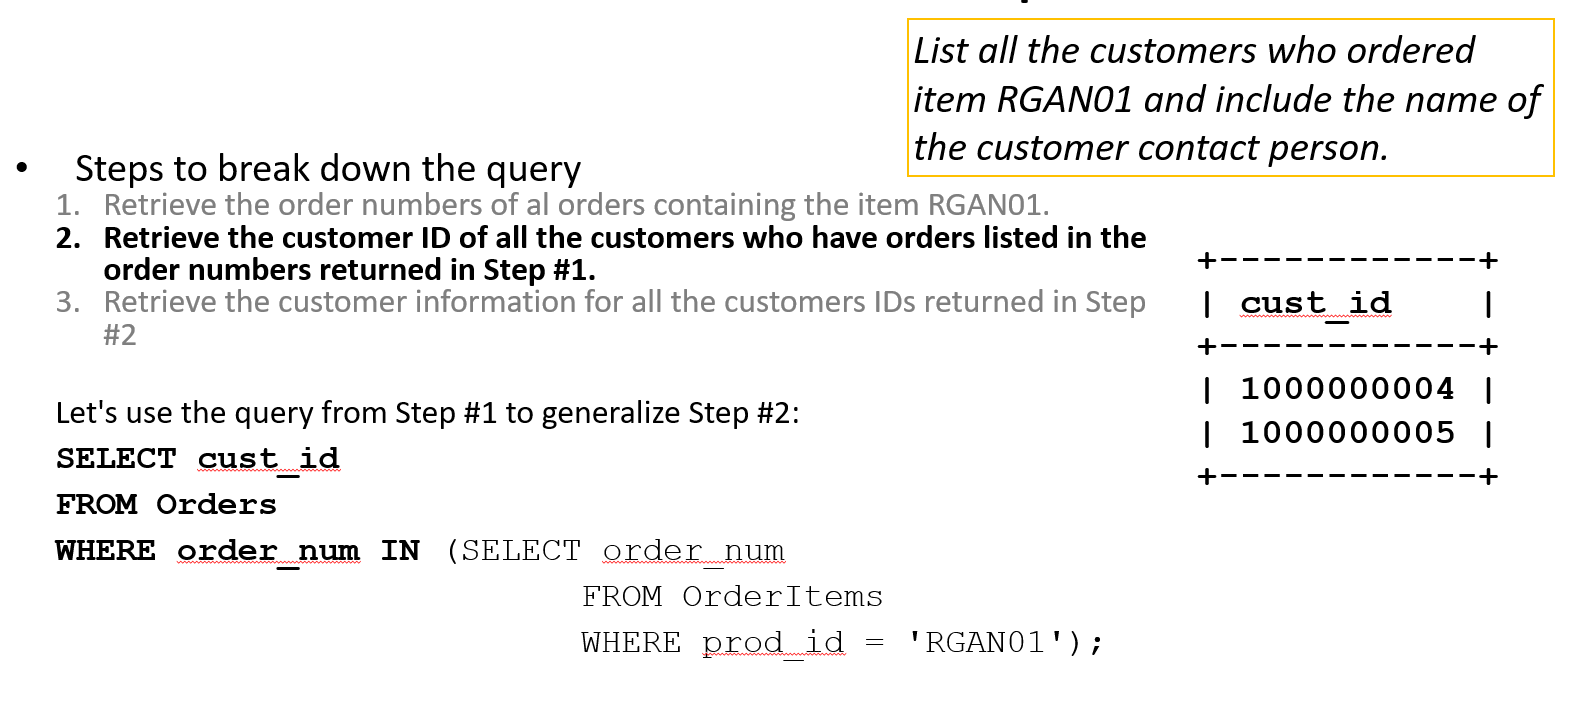 List all the customers who ordered
item RGAN01 and include the name of
the customer contact person.
• Steps to break down the query
1. Retrieve the order numbers of al orders containing the item RGAN01.
2. Retrieve the customer ID of all the customers who have orders listed in the
order numbers returned in Step #1.
3. Retrieve the customer information for all the customers IDs returned in Step
#2
+------------+
| cust_id |
+------------+
| 1000000004 |
| 1000000005 |
+------------+
Let's use the query from Step #1 to generalize Step #2:
SELECT cust_id
FROM Orders
WHERE order_num IN (SELECT order_num
FROM OrderItems
WHERE prod_id = 'RGAN01');